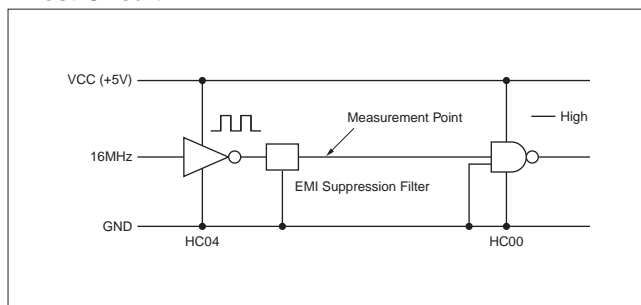 VCC (+5V)
Measurement Point
High
16MHz
EMI Suppression Filter
GND
HC04
HC00